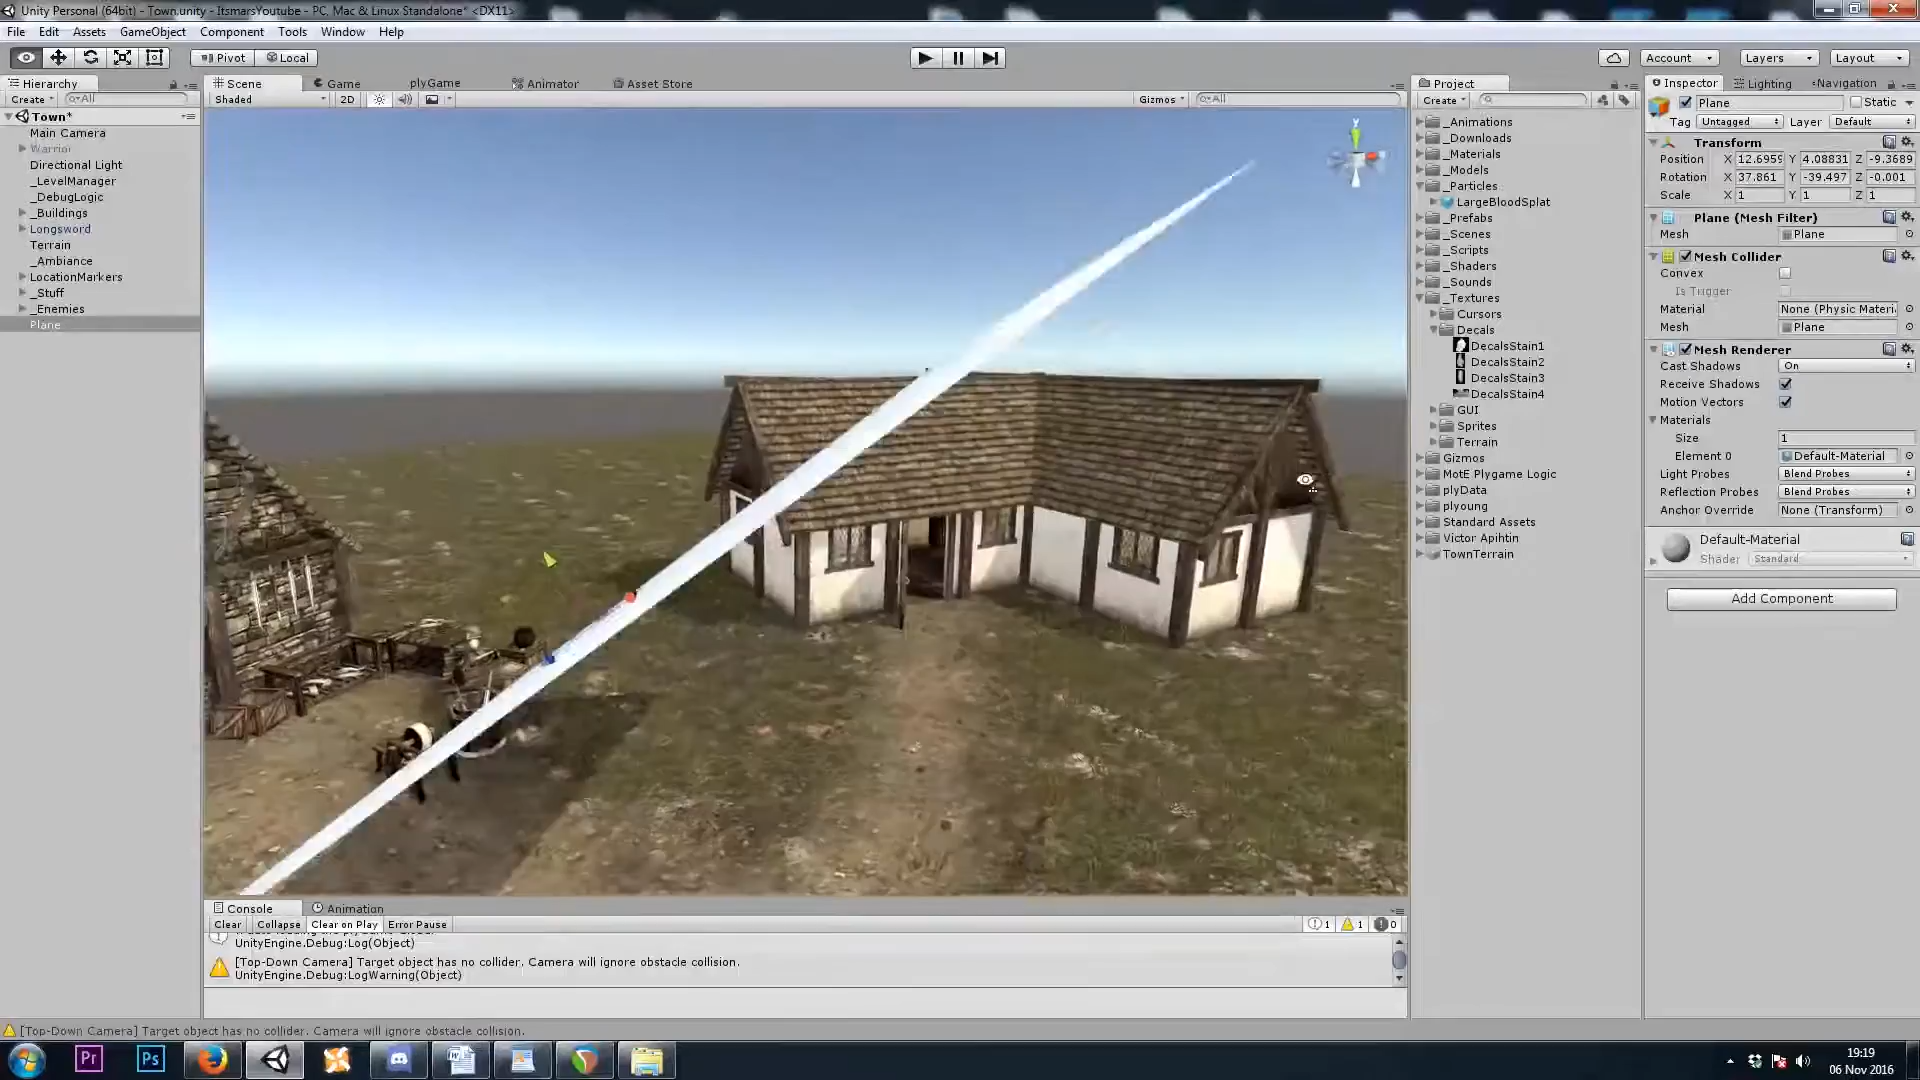 Unity Personal (64bit) - Town.unity - ItsmarsYoutube - PC, Mac & Linux Standalone* <DX11>
File Edit Assets GameObject Component Tools Window Help
Pivot Local Account Layers Layout
Hierarchy
Create All
Town*
Main Camera
Warrior
Directional Light
_LevelManager
_DebugLogic
_Buildings
Longsword
Terrain
_Ambiance
LocationMarkers
_Stuff
_Enemies
Plane
Scene Game plyGame Animator Asset Store
Shaded 2D Gizmos All
Y
Console Animation
Clear Collapse Clear on Play Error Pause 1 1 0
UnityEngine.Debug:Log(Object)
[Top-Down Camera] Target object has no collider. Camera will ignore obstacle collision.
UnityEngine.Debug:LogWarning(Object)
Project
Create
_Animations
_Downloads
_Materials
_Models
_Particles
LargeBloodSplat
_Prefabs
_Scenes
_Scripts
_Shaders
_Sounds
_Textures
Cursors
Decals
DecalsStain1
DecalsStain2
DecalsStain3
DecalsStain4
GUI
Sprites
Terrain
Gizmos
MotE Plygame Logic
plyData
plyoung
Standard Assets
Victor Apihtin
TownTerrain
Inspector Lighting Navigation
Plane Static
Tag Untagged Layer Default
Transform
Position X 12.6959 Y 4.08831 Z -9.3689
Rotation X 37.861 Y -39.497 Z -0.001
Scale X 1 Y 1 Z 1
Plane (Mesh Filter)
Mesh Plane
Mesh Collider
Convex
Is Trigger
Material None (Physic Materi
Mesh Plane
Mesh Renderer
Cast Shadows On
Receive Shadows
Motion Vectors
Materials
Size 1
Element 0 Default-Material
Light Probes Blend Probes
Reflection Probes Blend Probes
Anchor Override None (Transform)
Default-Material
Shader Standard
Add Component
[Top-Down Camera] Target object has no collider. Camera will ignore obstacle collision.
Pr Ps
19:19
06 Nov 2016